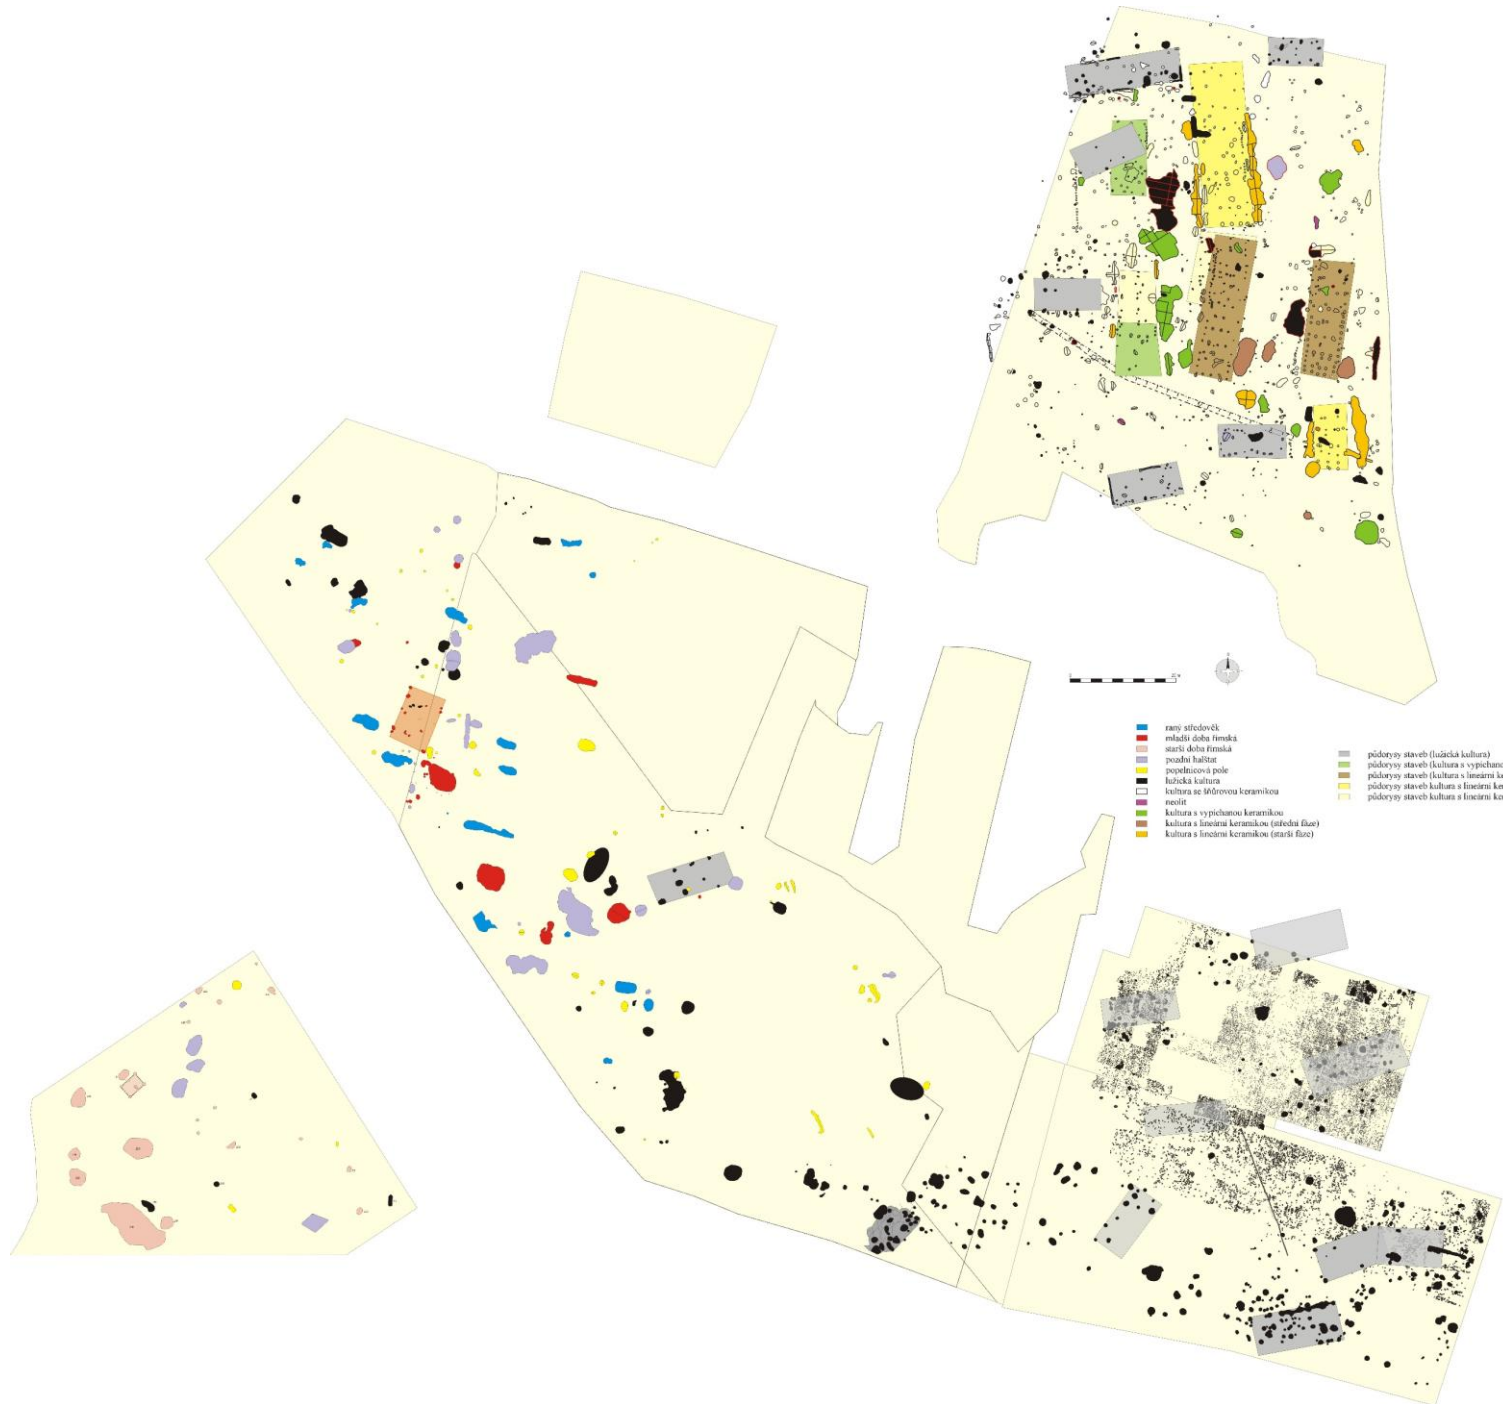 raný středověk
mladší doba římská
starší doba římská
pozdní halštat
popelnicová pole
lužická kultura
kultura se šňůrovou keramikou
neolit
kultura s vypíchanou keramikou
kultura s lineární keramikou (střední fáze)
kultura s lineární keramikou (starší fáze)
půdorysy staveb (lužická kultura)
půdorysy staveb (kultura s vypíchano
půdorysy staveb (kultura s lineární ke
půdorysy staveb kultura s lineární ker
půdorysy staveb kultura s lineární ker